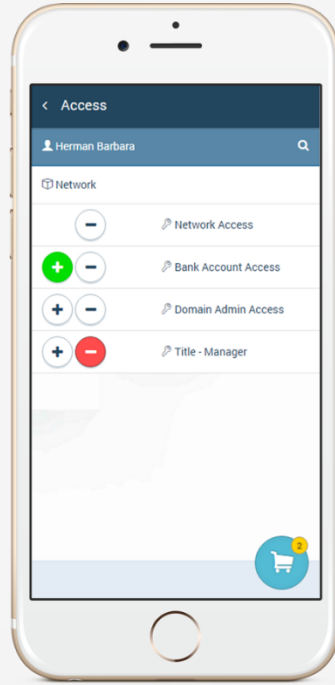 Access
Herman Barbara
Network
Network Access
Bank Account Access
Domain Admin Access
Title - Manager
2